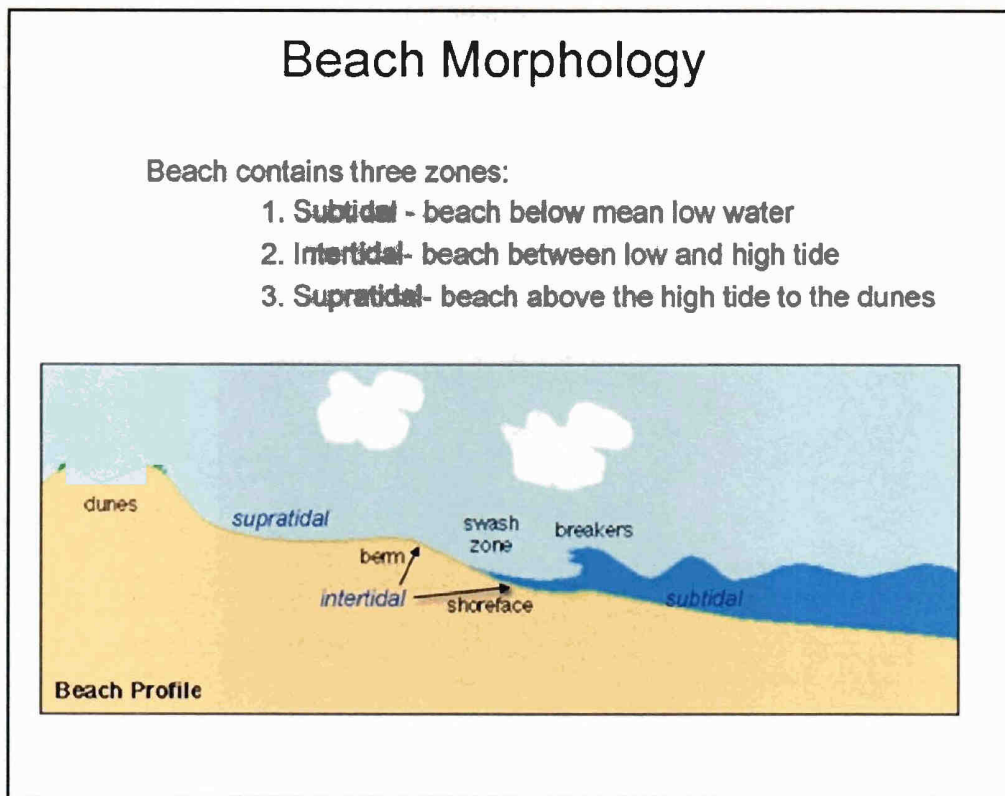 Beach Morphology
Beach contains three zones:
1. Subtidal - beach below mean low water
2. Intertidal- beach between low and high tide
3. Supratidal- beach above the high tide to the dunes
dunes
supratidal
swash
zone
breakers
berm
intertidal
shoreface
subtidal
Beach Profile